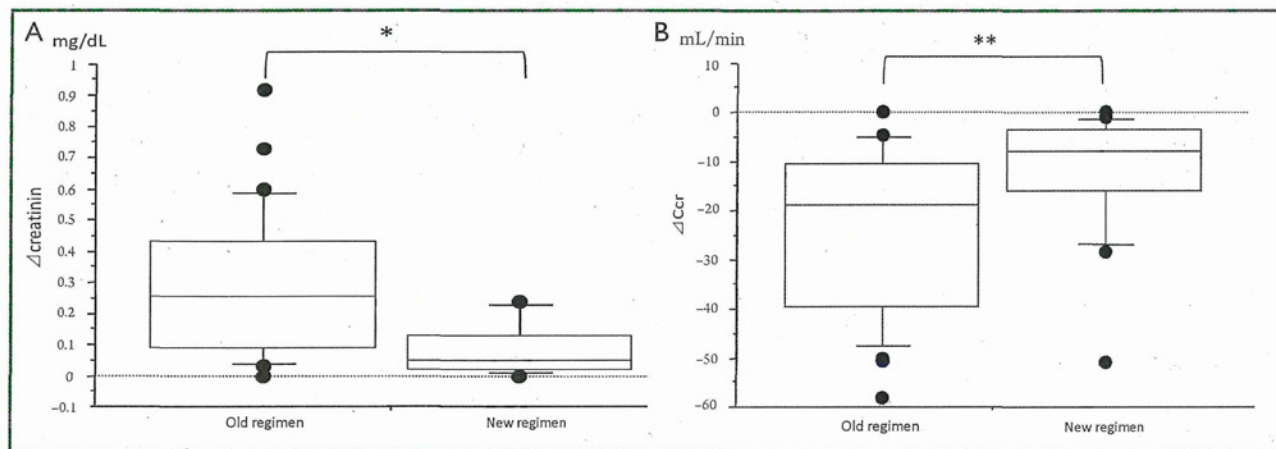 A
mg/dL
*
1
0.9
0.8
0.7
0.6
0.5
0.4
0.3
0.2
0.1
0
−0.1
⊿creatinin
Old regimen
New regimen
B
mL/min
**
10
0
−10
−20
−30
−40
−50
−60
⊿Ccr
Old regimen
New regimen